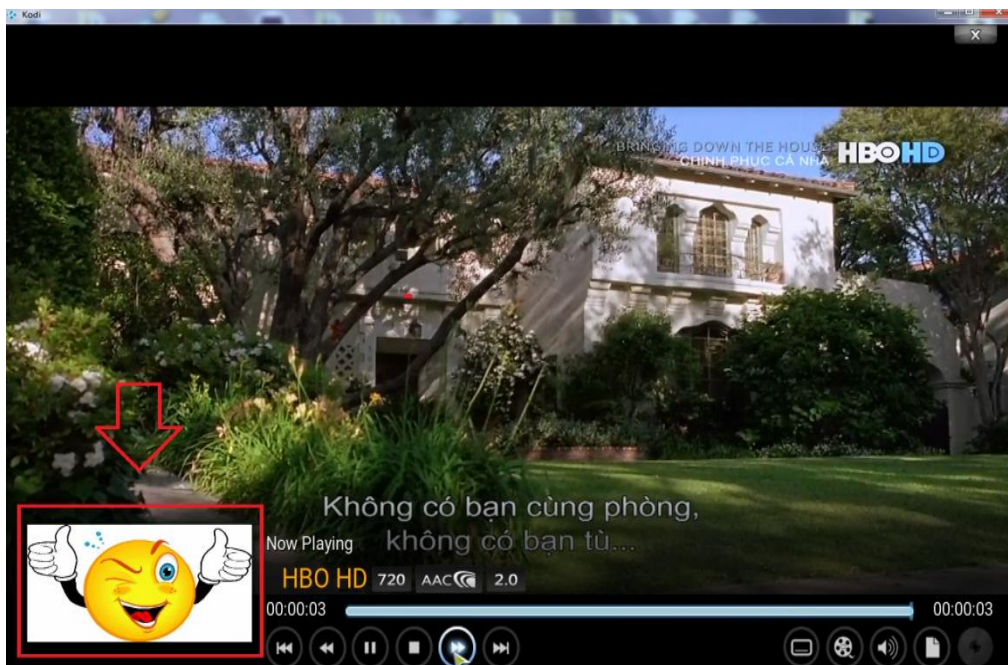 Kodi
x
BRINGING DOWN THE HOUSE
CHINH PHỤC CẢ NHÀ
HBO HD
Không có bạn cùng phòng,
không có bạn tù...
Now Playing
HBO HD 720 AAC 2.0
00:00:03
00:00:03